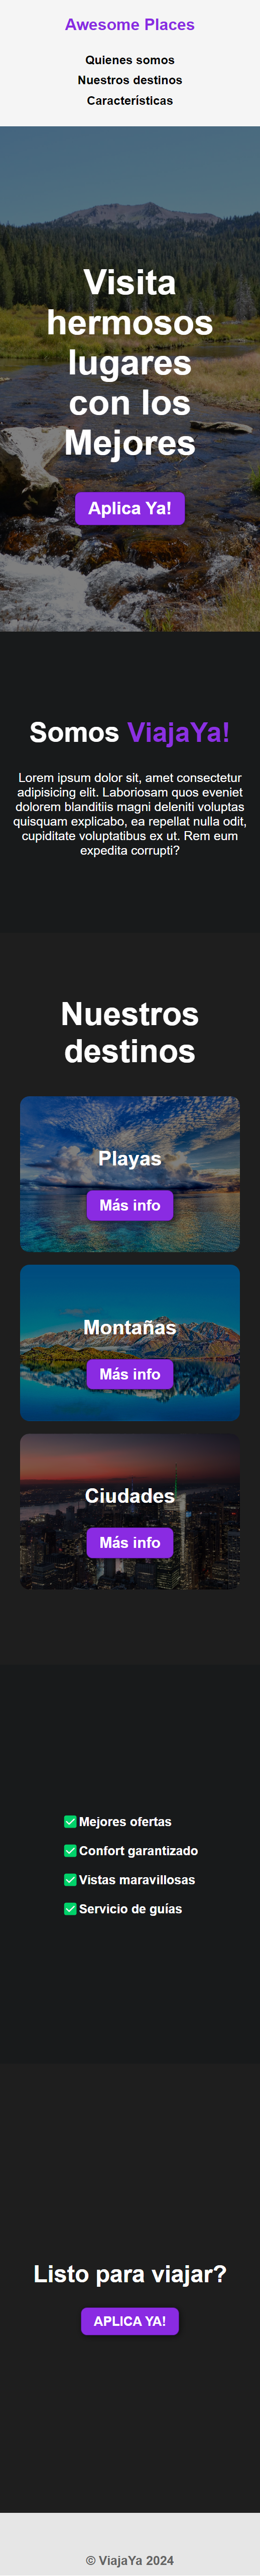 Awesome Places
Quienes somos
Nuestros destinos
Características
Visita
hermosos
lugares
con los
Mejores
Aplica Ya!
Somos ViajaYa!
Lorem ipsum dolor sit, amet consectetur
adipisicing elit. Laboriosam quos eveniet
dolorem blanditiis magni deleniti voluptas
quisquam explicabo, ea repellat nulla odit,
cupiditate voluptatibus ex ut. Rem eum
expedita corrupti?
Nuestros
destinos
Playas
Más info
Montañas
Más info
Ciudades
Más info
Mejores ofertas
Confort garantizado
Vistas maravillosas
Servicio de guías
Listo para viajar?
APLICA YA!
© ViajaYa 2024